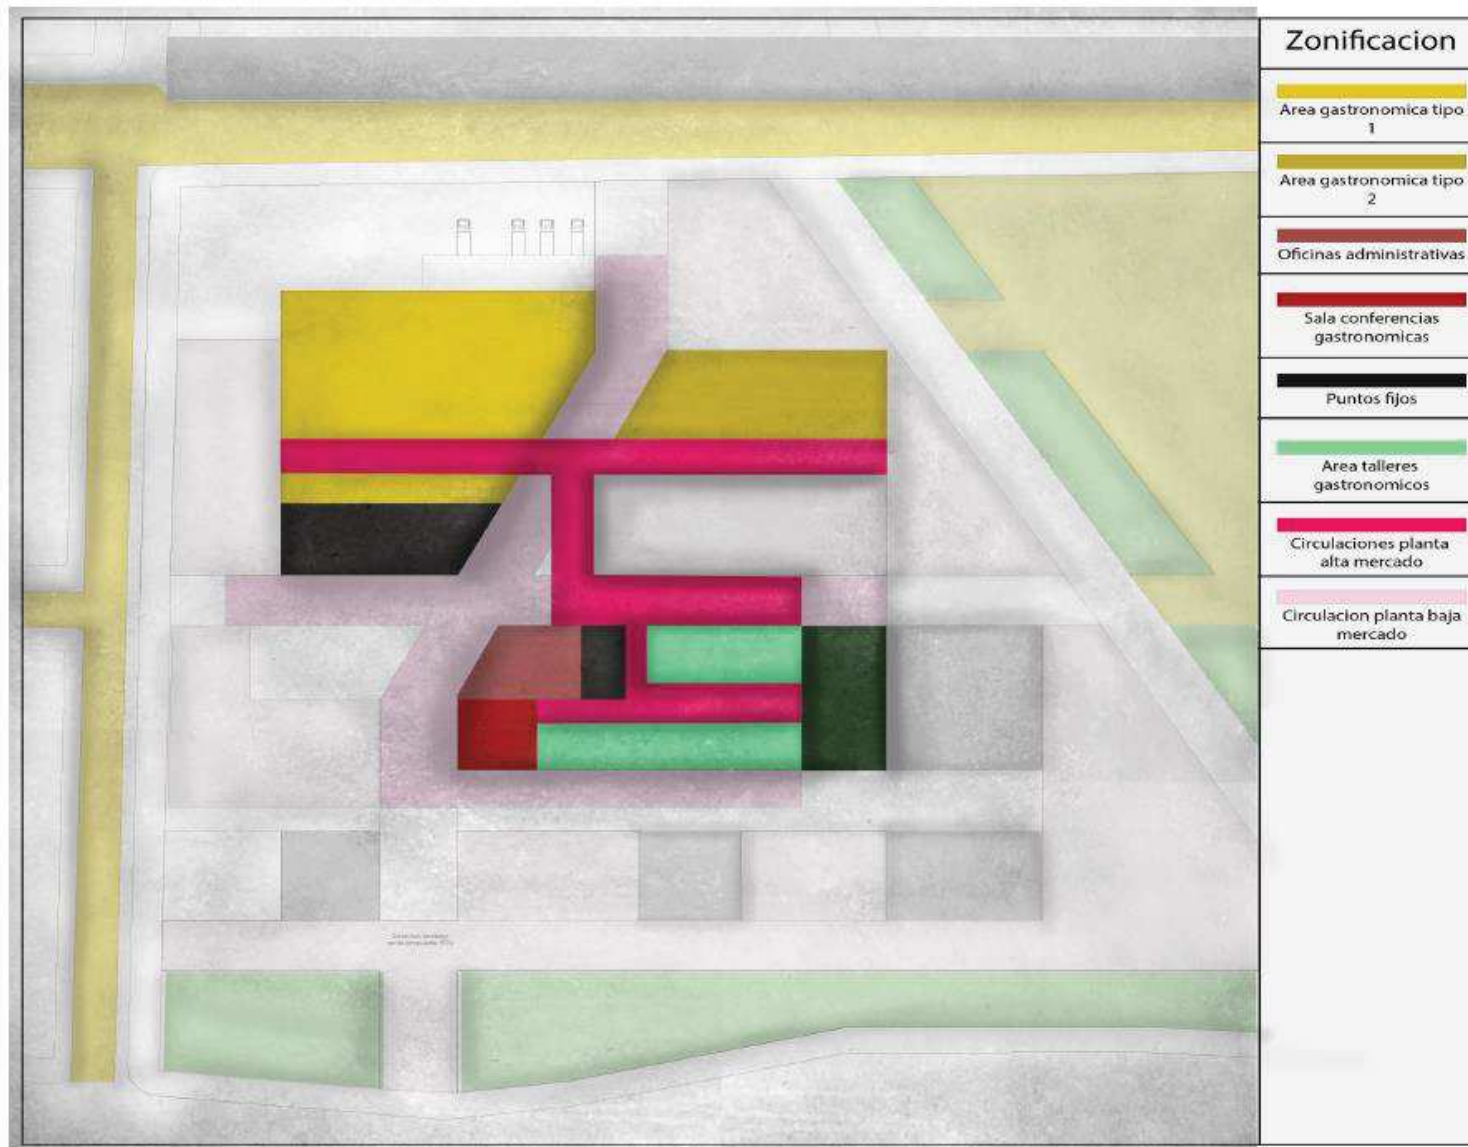 Zonificacion
Area gastronomica tipo
1
Area gastronomica tipo
2
Oficinas administrativas
Sala conferencias
gastronomicas
Puntos fijos
Area talleres
gastronomicos
Circulaciones planta
alta mercado
Circulacion planta baja
mercado